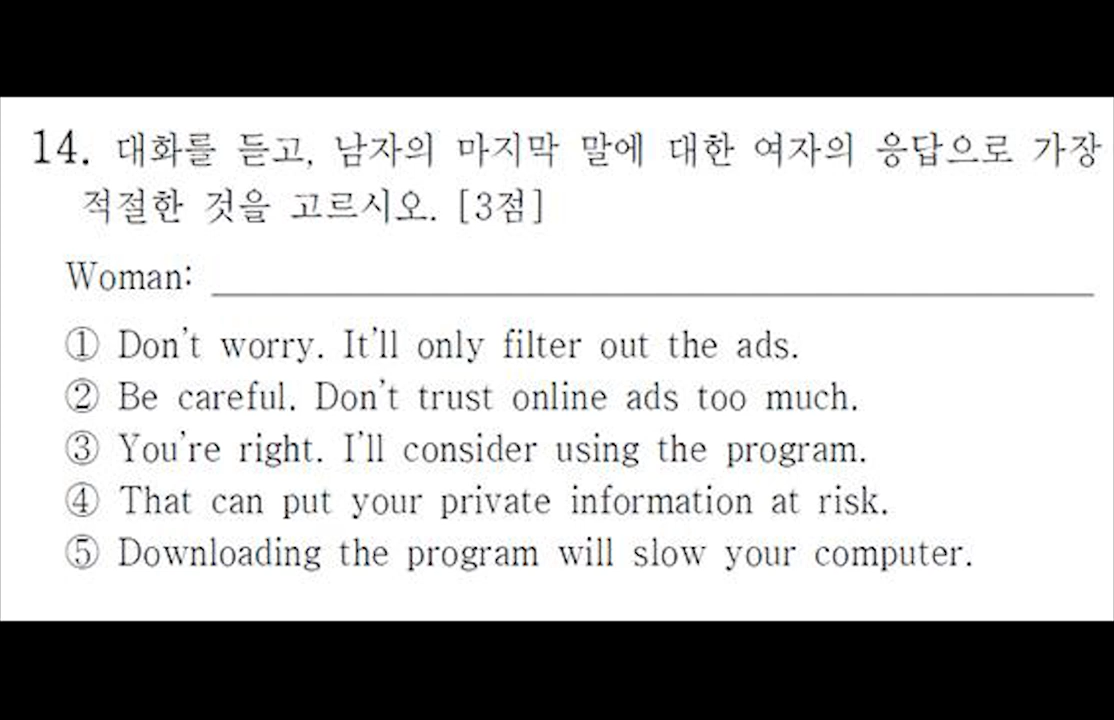 14. 대화를 듣고, 남자의 마지막 말에 대한 여자의 응답으로 가장
적절한 것을 고르시오. [3점]
Woman:
① Don't worry. It'll only filter out the ads.
② Be careful. Don't trust online ads too much.
③ You're right. I'll consider using the program.
④ That can put your private information at risk.
⑤ Downloading the program will slow your computer.